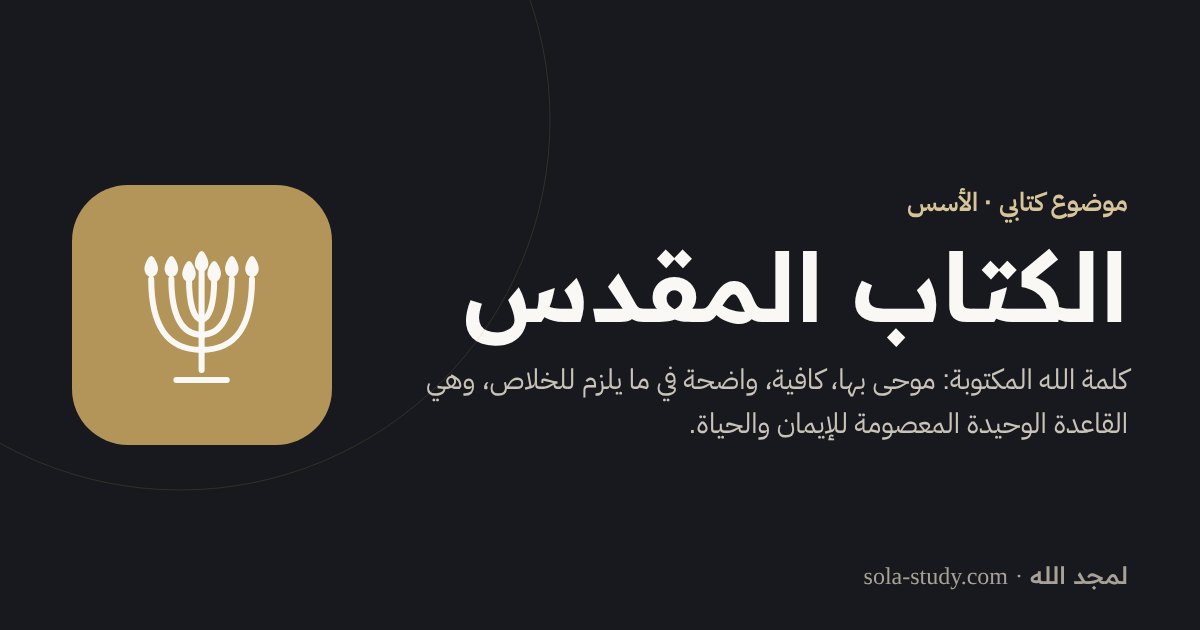 موضوع كتابي · الأسس
الكتاب المقدس
كلمة الله المكتوبة: موحى بها، كافية، واضحة في ما يلزم للخلاص، وهي
القاعدة الوحيدة المعصومة للإيمان والحياة.
لمجد الله · sola-study.com